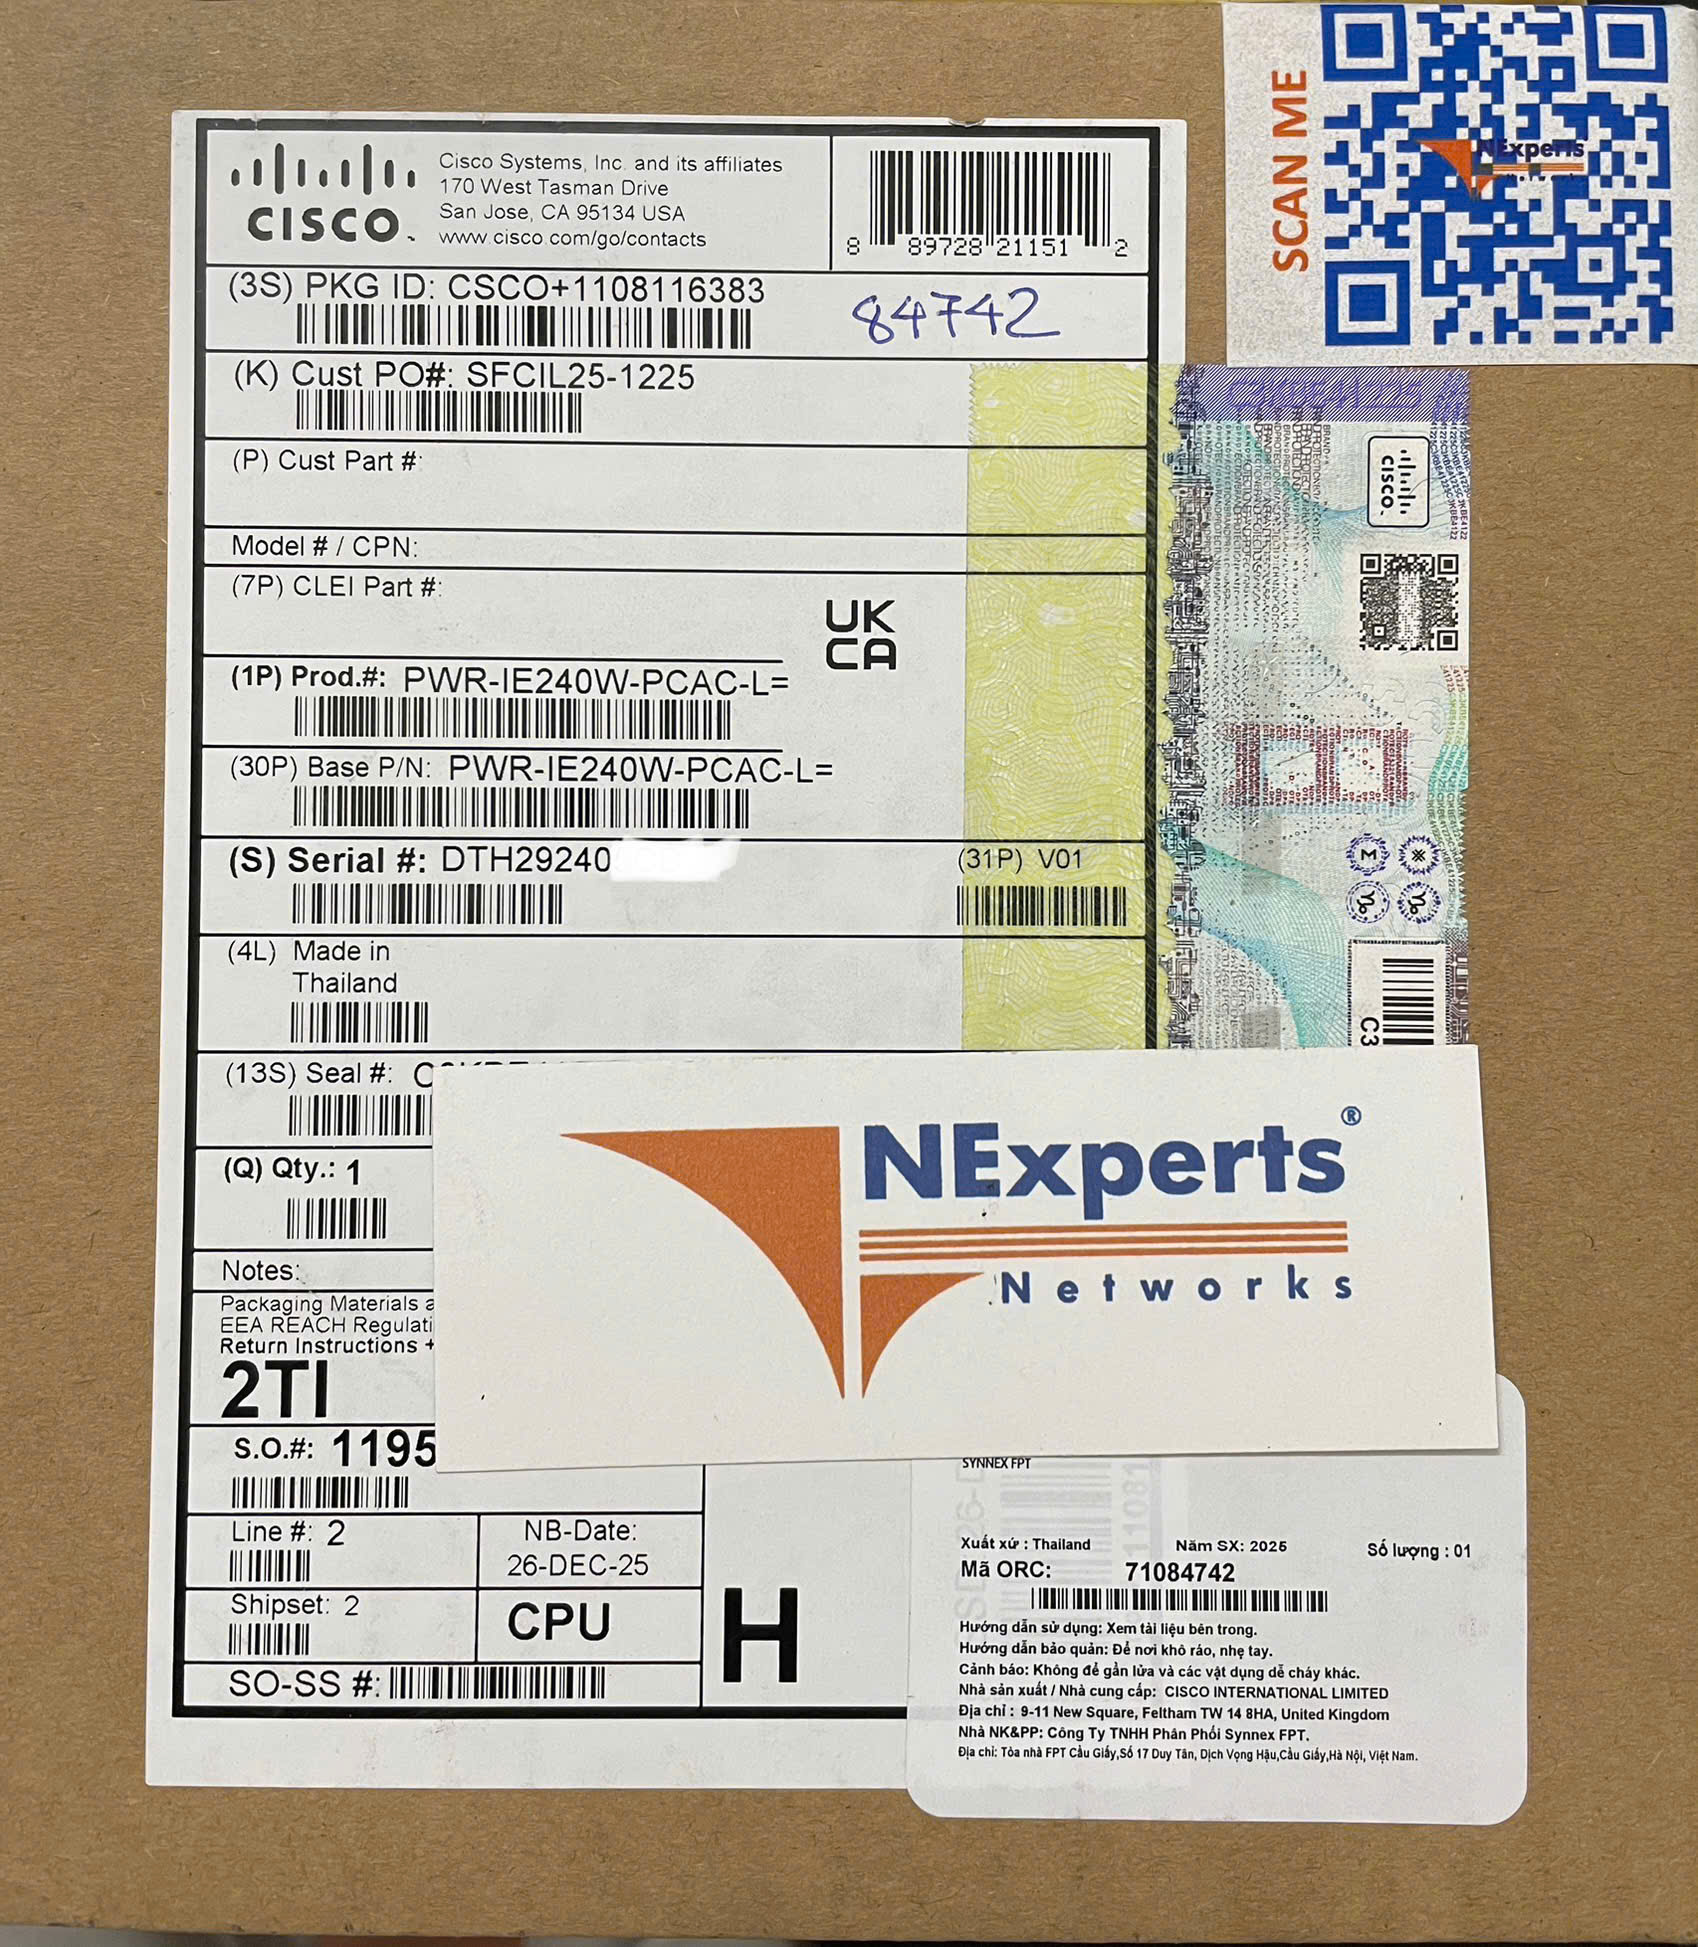 SCAN ME
NExperts
CISCO
Cisco Systems, Inc. and its affiliates
170 West Tasman Drive
San Jose, CA 95134 USA
www.cisco.com/go/contacts
8 89728 21151 2
(3S) PKG ID: CSCO+1108116383
84742
(K) Cust PO#: SFCIL25-1225
(P) Cust Part #:
Model # / CPN:
(7P) CLEI Part #:
UK
CA
(1P) Prod.#: PWR-IE240W-PCAC-L=
(30P) Base P/N: PWR-IE240W-PCAC-L=
(S) Serial #: DTH29240
(31P) V01
(4L) Made in
Thailand
CISCO
C3
(13S) Seal #:
(Q) Qty.: 1
Notes:
Packaging Materials
EEA REACH
Return Instructions +
2TI
S.O.#: 1195
Line #: 2
NB-Date:
26-DEC-25
Shipset: 2
CPU
H
SO-SS #:
NExperts®
Networks
SYNNEX FPT
Xuất xứ : Thailand Năm SX: 2025 Số lượng : 01
Mã ORC: 71084742
Hướng dẫn sử dụng: Xem tài liệu bên trong.
Hướng dẫn bảo quản: Để nơi khô ráo, nhẹ tay.
Cảnh báo: Không để gần lửa và các vật dụng dễ cháy khác.
Nhà sản xuất / Nhà cung cấp: CISCO INTERNATIONAL LIMITED
Địa chỉ : 9-11 New Square, Feltham TW 14 8HA, United Kingdom
Nhà NK&PP: Công Ty TNHH Phân Phối Synnex FPT.
Địa chỉ: Tòa nhà FPT Cầu Giấy,Số 17 Duy Tân, Dịch Vọng Hậu,Cầu Giấy,Hà Nội, Việt Nam.